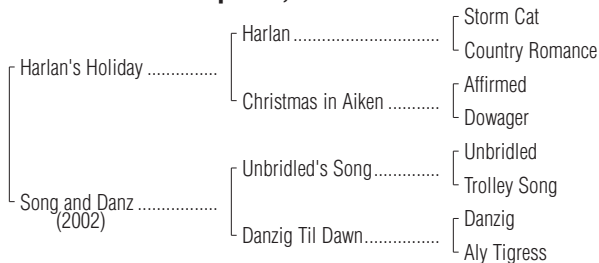 Harlan's Holiday ...............
Song and Danz .................
(2002)
Harlan ...............................
Christmas in Aiken ...........
Unbridled's Song................
Danzig Til Dawn................
Storm Cat
Country Romance
Affirmed
Dowager
Unbridled
Trolley Song
Danzig
Aly Tigress